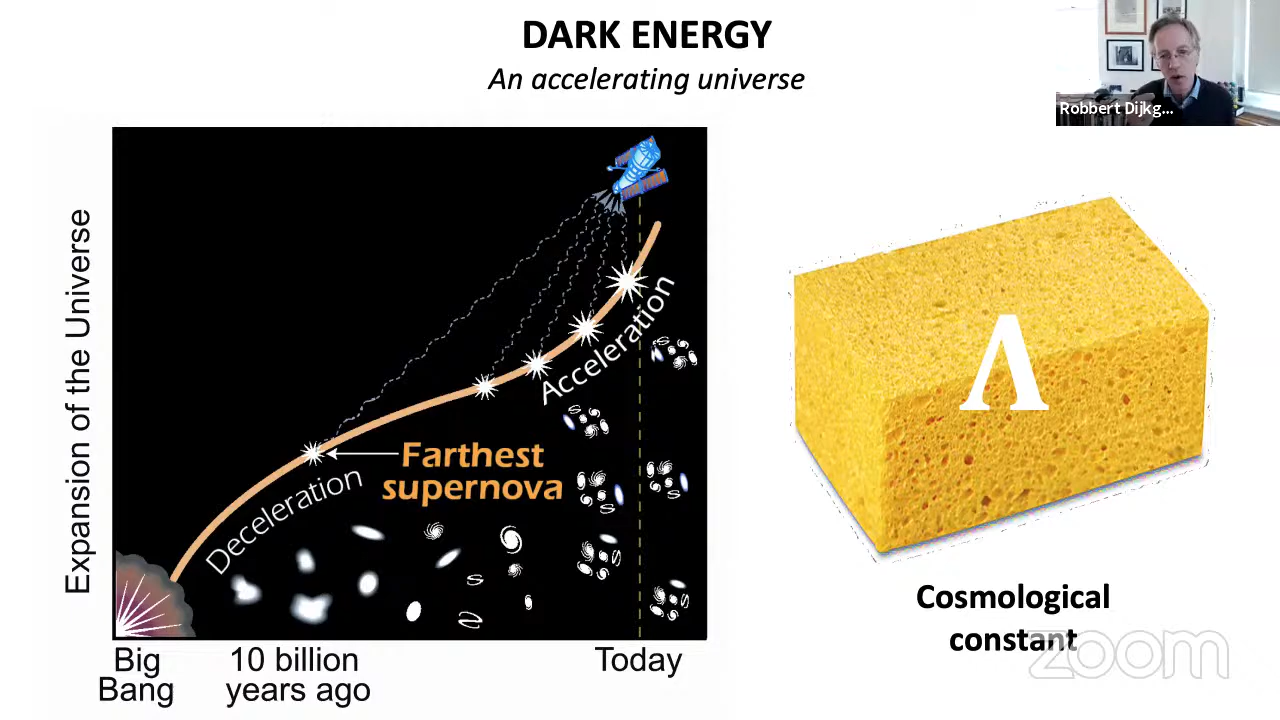 DARK ENERGY
An accelerating universe
Robbert Dijkg...
Expansion of the Universe
Acceleration
Farthest
supernova
Deceleration
Big
Bang
10 billion
years ago
Today
Λ
Cosmological
constant
zoom